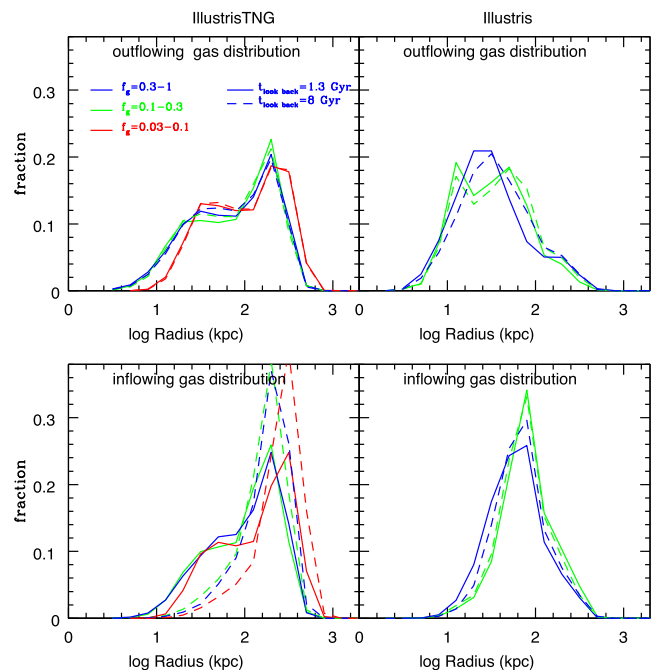 IllustrisTNG
Illustris
outflowing gas distribution
outflowing gas distribution
f_g=0.3-1
f_g=0.1-0.3
f_g=0.03-0.1
t_look back=1.3 Gyr
t_look back=8 Gyr
fraction
0.3
0.2
0.1
0
0 1 2 3
0 1 2 3
log Radius (kpc)
log Radius (kpc)
inflowing gas distribution
inflowing gas distribution
fraction
0.3
0.2
0.1
0
0 1 2 3
0 1 2 3
log Radius (kpc)
log Radius (kpc)